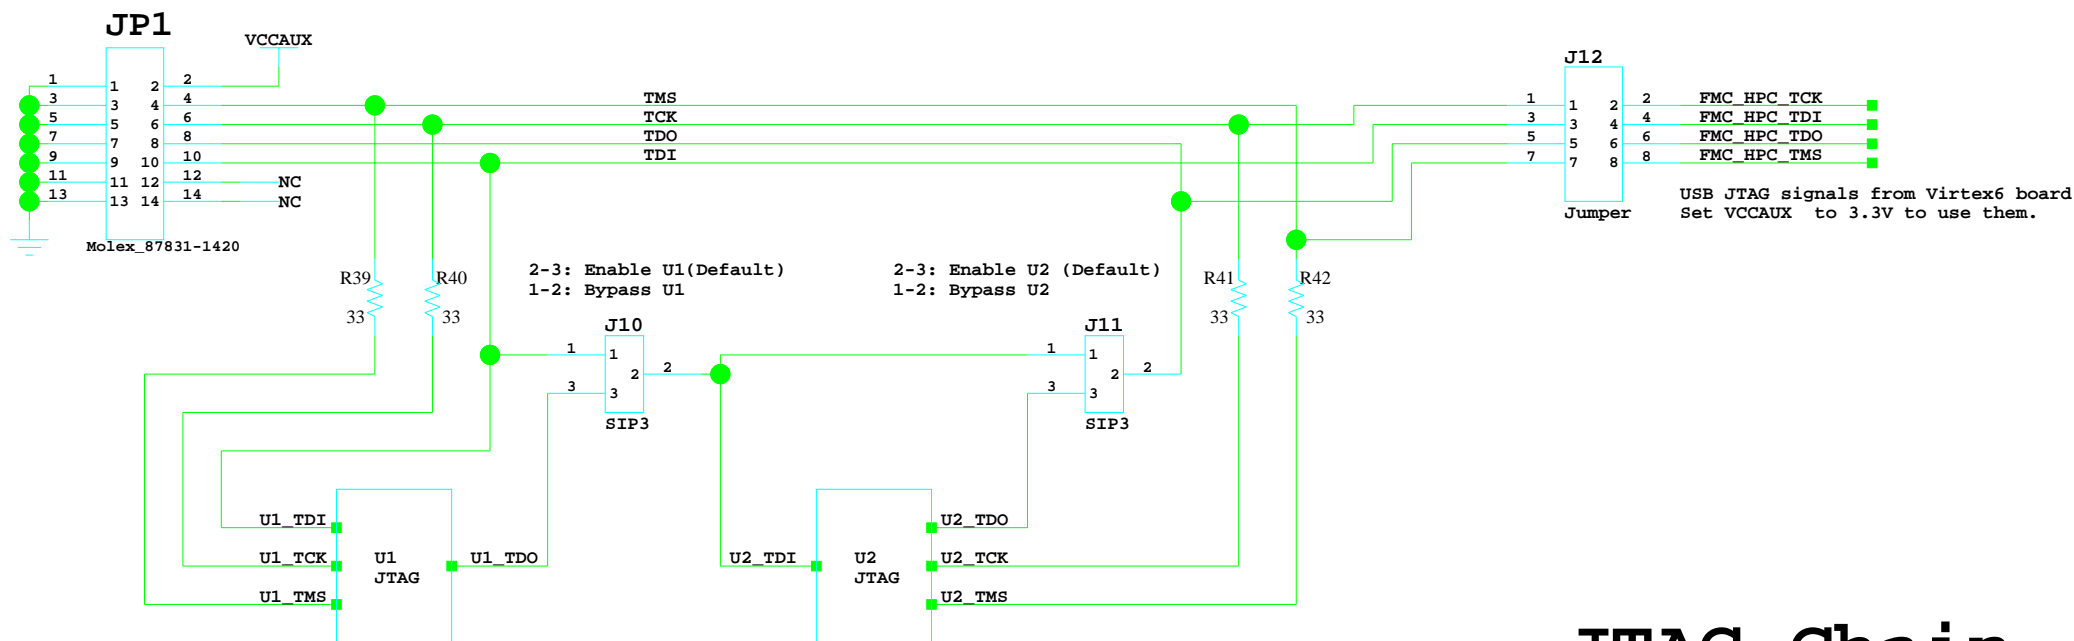 JP1
VCCAUX
1 1 2 2
3 3 4 4 TMS
5 5 6 6 TCK
7 7 8 8 TDO
9 9 10 10 TDI
11 11 12 12 NC
13 13 14 14 NC
Molex_87831-1420
J12
1 1 2 2 FMC_HPC_TCK
3 3 4 4 FMC_HPC_TDI
5 5 6 6 FMC_HPC_TDO
7 7 8 8 FMC_HPC_TMS
Jumper
USB JTAG signals from Virtex6 board
Set VCCAUX to 3.3V to use them.
R39
33
R40
33
2-3: Enable U1(Default)
1-2: Bypass U1
J10
1 1
2 2
3 3
SIP3
2-3: Enable U2 (Default)
1-2: Bypass U2
J11
1 1
2 2
3 3
SIP3
R41
33
R42
33
U1_TDI
U1_TCK
U1_TMS
U1
JTAG
U1_TDO
U2_TDI
U2
JTAG
U2_TDO
U2_TCK
U2_TMS
JTAG Chain